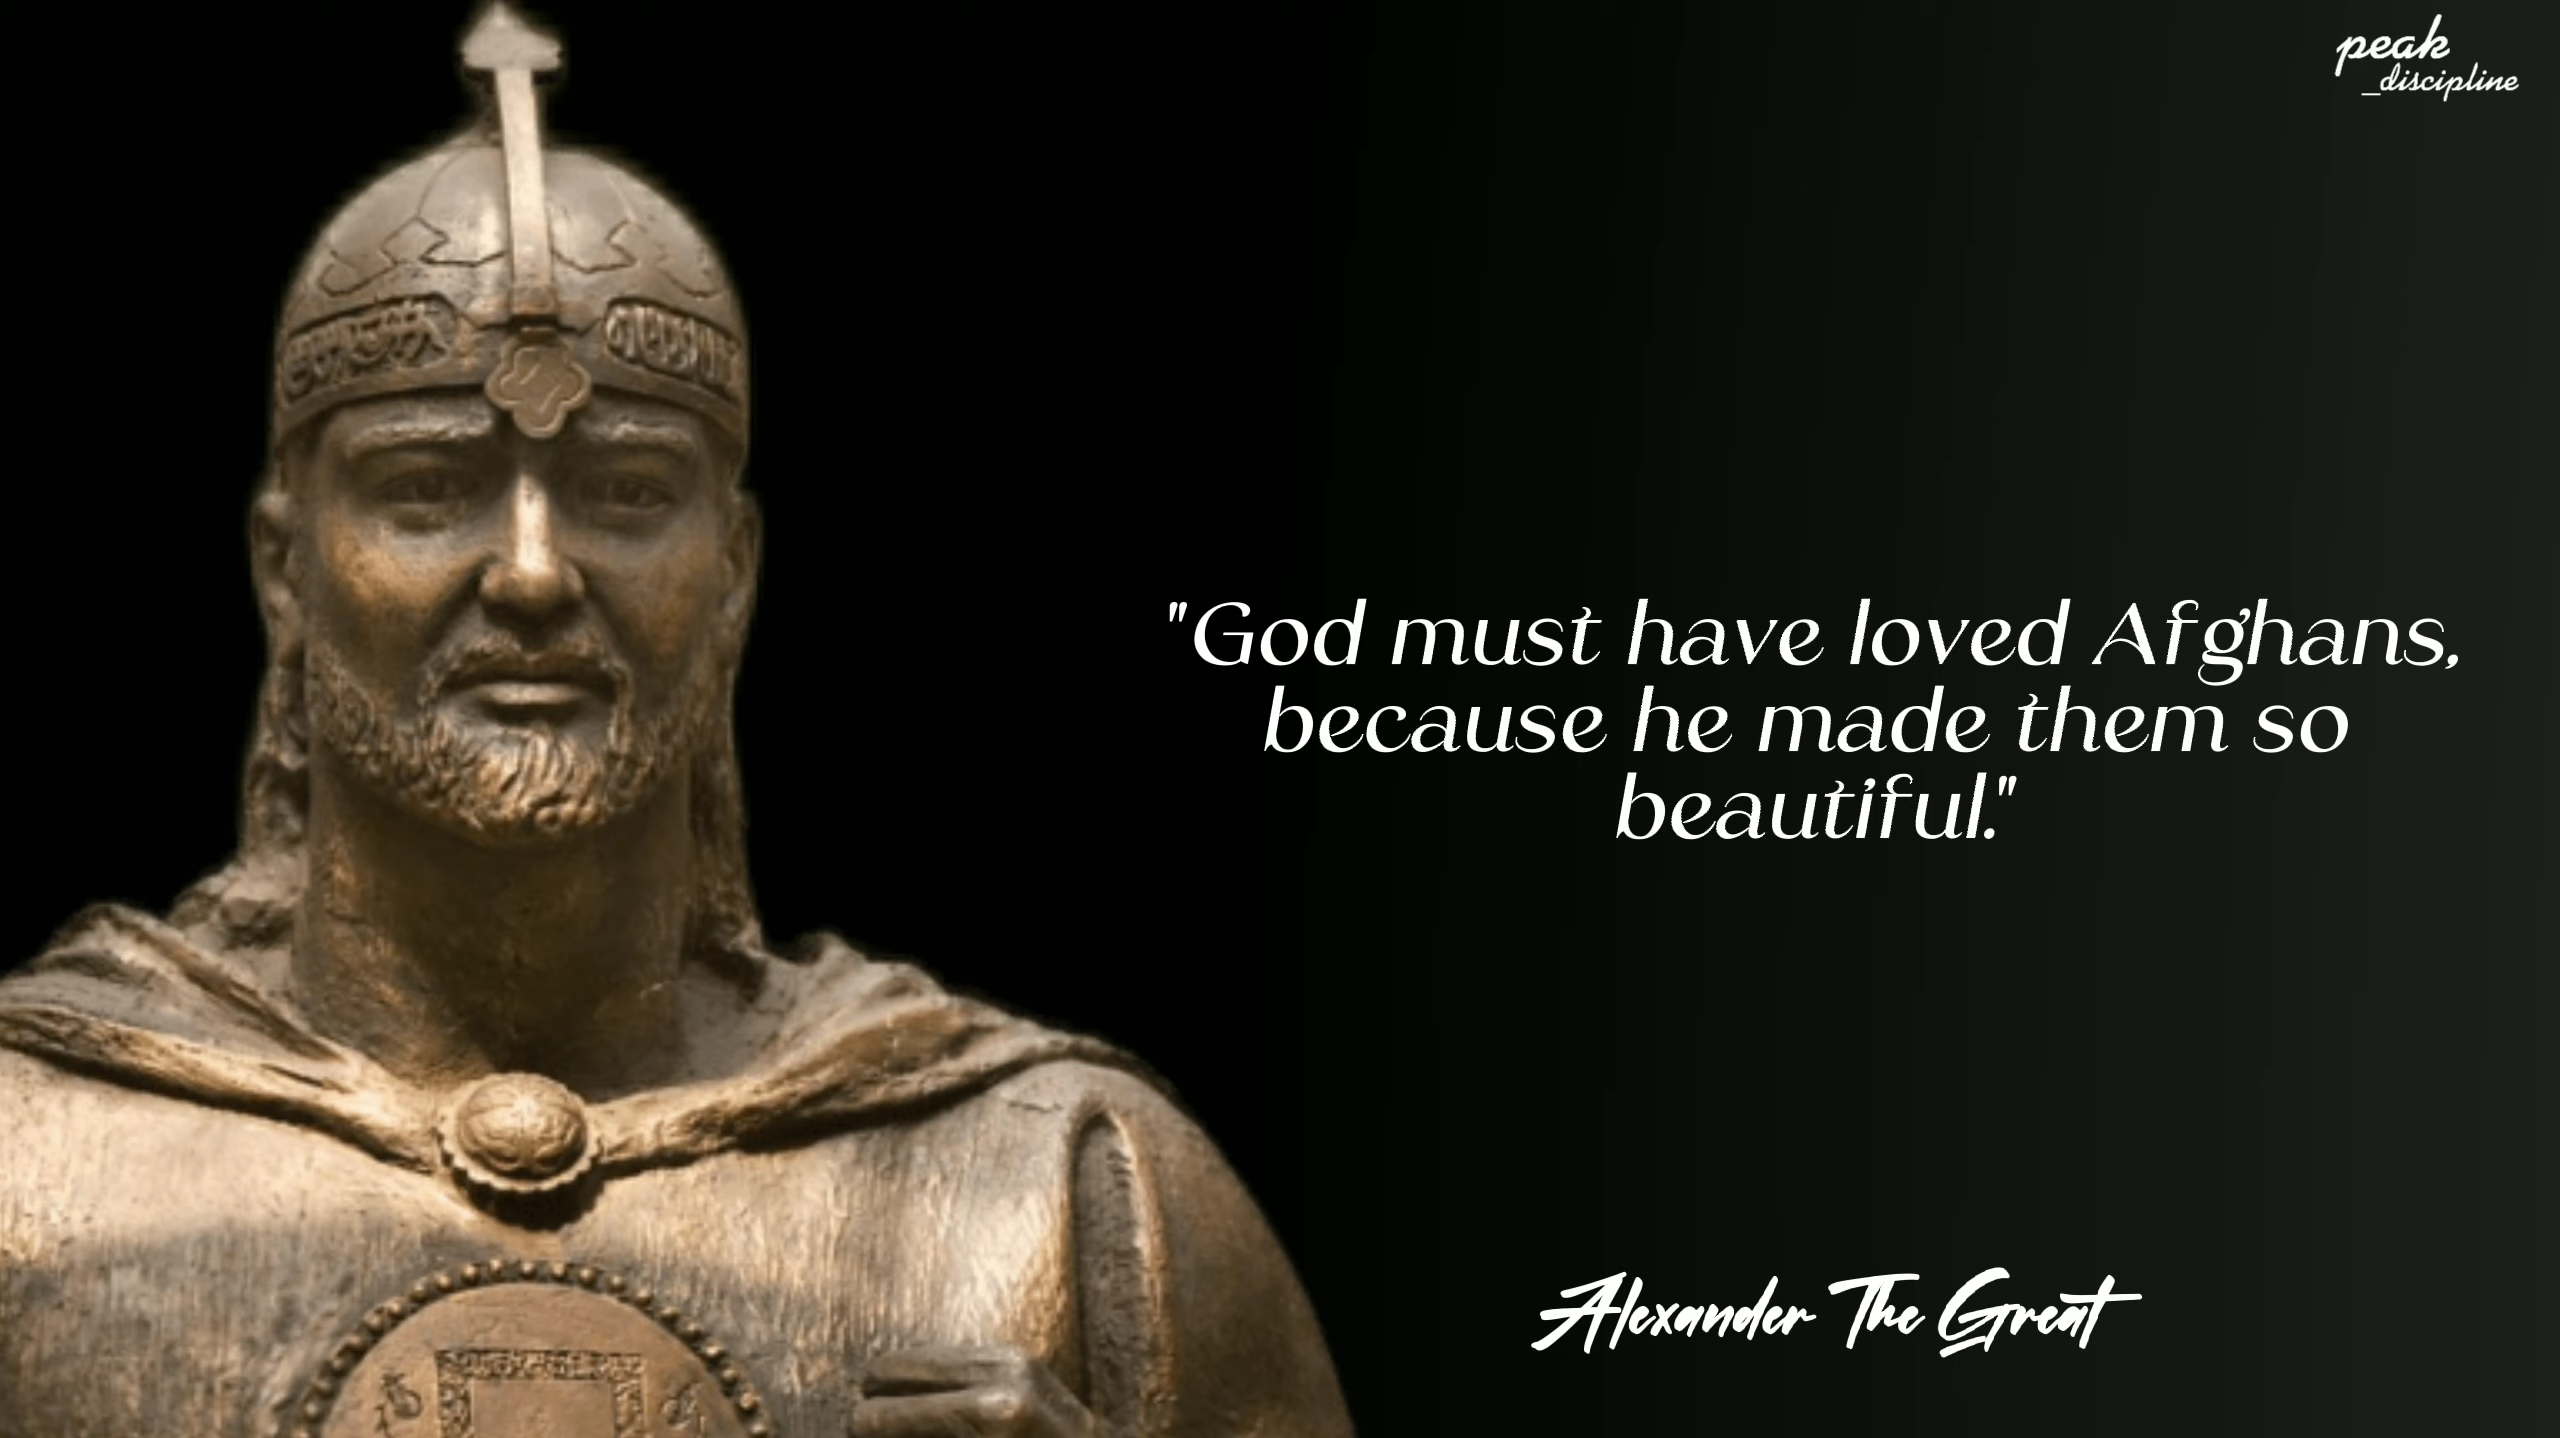 peak
_discipline
"God must have loved Afghans,
because he made them so
beautiful."
Alexander The Great